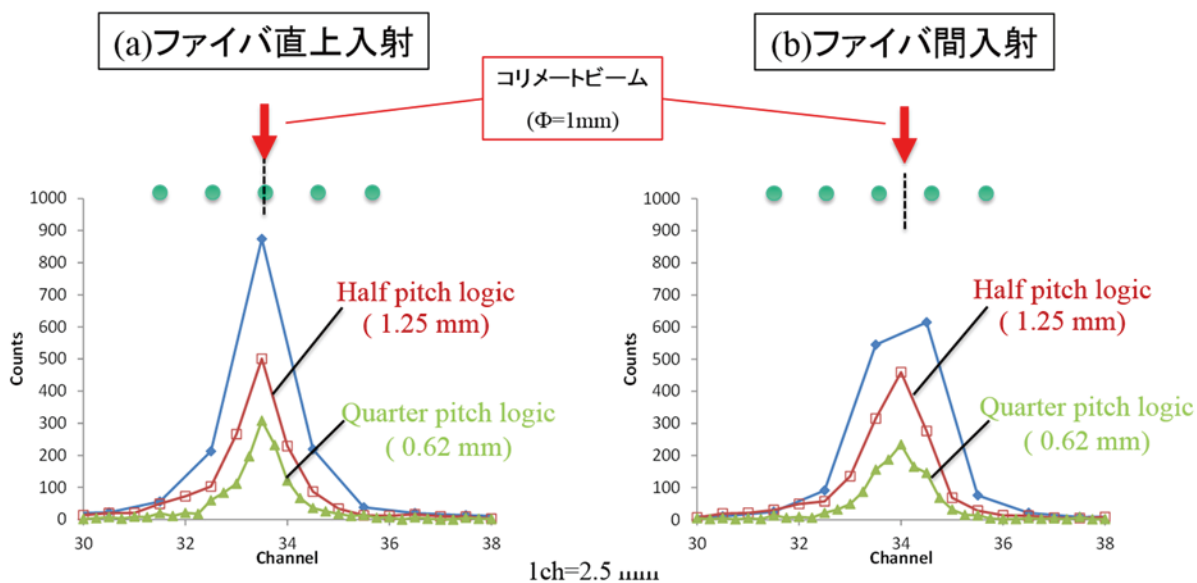 (a)ファイバ直上入射
(b)ファイバ間入射
コリメートビーム
(Φ=1mm)
1000
900
800
700
600
500
400
300
200
100
0
Counts
30
32
34
36
38
Channel
Half pitch logic
( 1.25 mm)
Quarter pitch logic
( 0.62 mm)
1000
900
800
700
600
500
400
300
200
100
0
Counts
30
32
34
36
38
Channel
Half pitch logic
( 1.25 mm)
Quarter pitch logic
( 0.62 mm)
1ch=2.5 mm